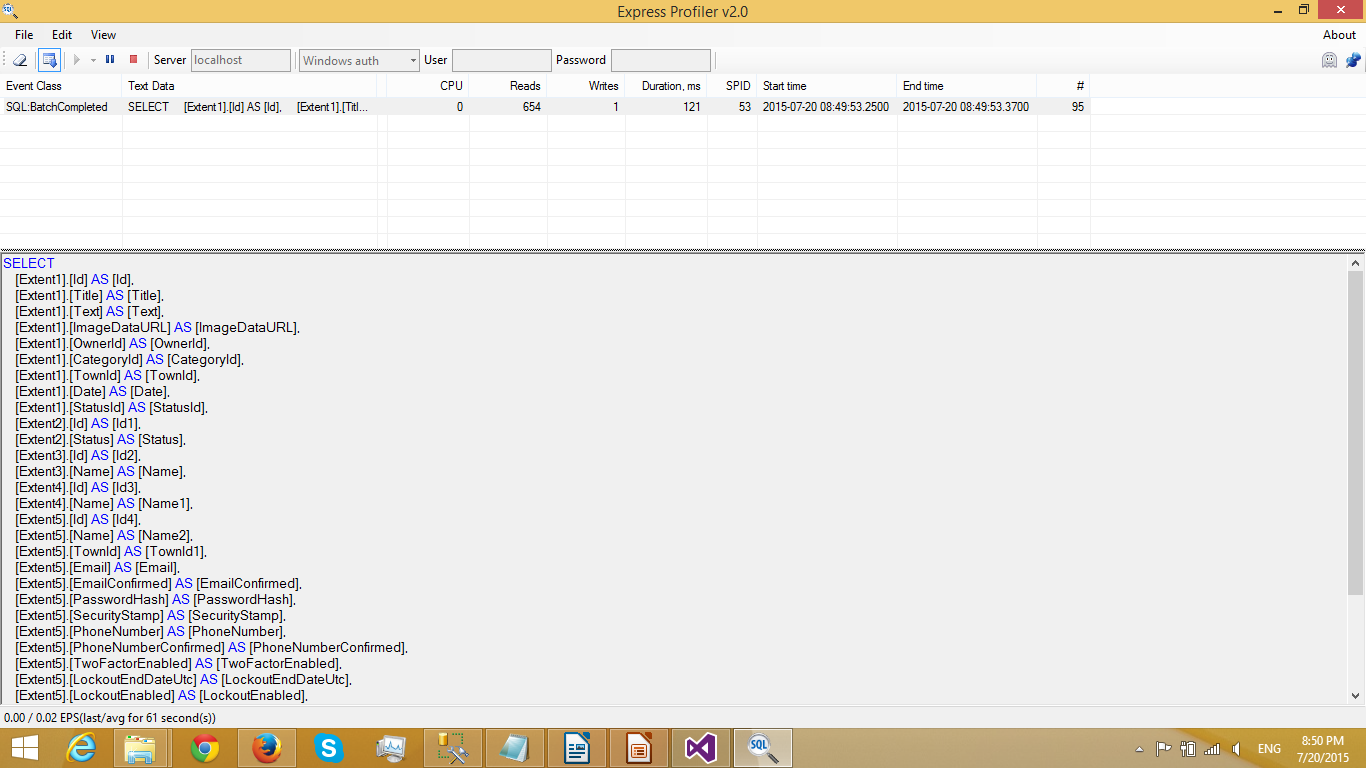 Express Profiler v2.0
File Edit View About
Server localhost Windows auth User Password
Event Class Text Data CPU Reads Writes Duration, ms SPID Start time End time #
SQL:BatchCompleted SELECT [Extent1].[Id] AS [Id], [Extent1].[Titl... 0 654 1 121 53 2015-07-20 08:49:53.2500 2015-07-20 08:49:53.3700 95
SELECT
[Extent1].[Id] AS [Id],
[Extent1].[Title] AS [Title],
[Extent1].[Text] AS [Text],
[Extent1].[ImageDataURL] AS [ImageDataURL],
[Extent1].[OwnerId] AS [OwnerId],
[Extent1].[CategoryId] AS [CategoryId],
[Extent1].[TownId] AS [TownId],
[Extent1].[Date] AS [Date],
[Extent1].[StatusId] AS [StatusId],
[Extent2].[Id] AS [Id1],
[Extent2].[Status] AS [Status],
[Extent3].[Id] AS [Id2],
[Extent3].[Name] AS [Name],
[Extent4].[Id] AS [Id3],
[Extent4].[Name] AS [Name1],
[Extent5].[Id] AS [Id4],
[Extent5].[Name] AS [Name2],
[Extent5].[TownId] AS [TownId1],
[Extent5].[Email] AS [Email],
[Extent5].[EmailConfirmed] AS [EmailConfirmed],
[Extent5].[PasswordHash] AS [PasswordHash],
[Extent5].[SecurityStamp] AS [SecurityStamp],
[Extent5].[PhoneNumber] AS [PhoneNumber],
[Extent5].[PhoneNumberConfirmed] AS [PhoneNumberConfirmed],
[Extent5].[TwoFactorEnabled] AS [TwoFactorEnabled],
[Extent5].[LockoutEndDateUtc] AS [LockoutEndDateUtc],
[Extent5].[LockoutEnabled] AS [LockoutEnabled],
0.00 / 0.02 EPS(last/avg for 61 second(s))
SQL
ENG
8:50 PM
7/20/2015